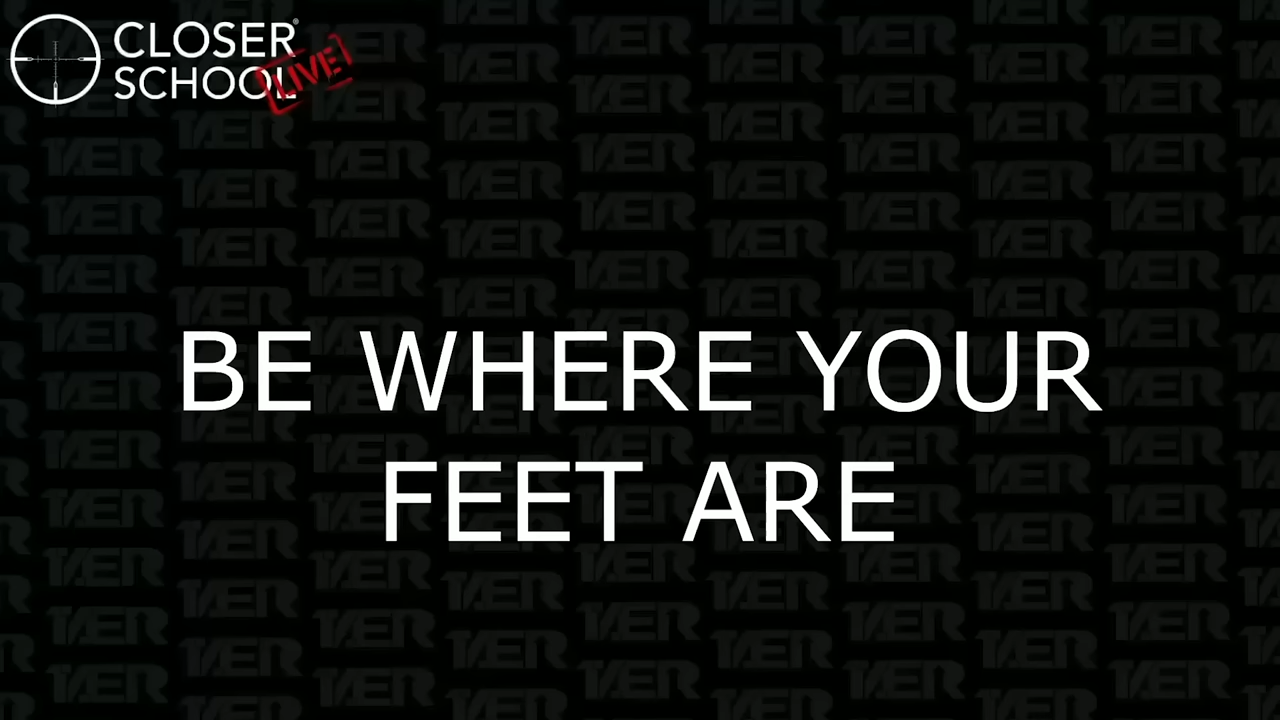 CLOSER®
SCHOOL
LIVE!
BE WHERE YOUR
FEET ARE